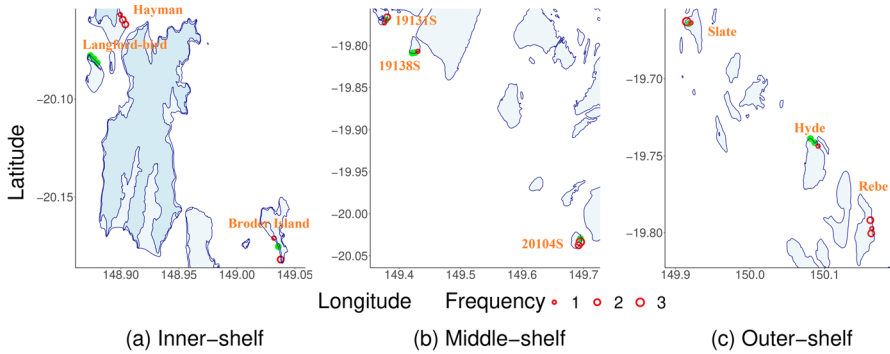 Hayman
Langford-bird
Broder Island
−20.10
−20.15
148.90 148.95 149.00 149.05
Latitude
19131S
19138S
20104S
−19.80
−19.85
−19.90
−19.95
−20.00
−20.05
149.4 149.5 149.6 149.7
Slate
Hyde
Rebe
−19.70
−19.75
−19.80
149.9 150.0 150.1
Longitude Frequency 1 2 3
(a) Inner−shelf (b) Middle−shelf (c) Outer−shelf